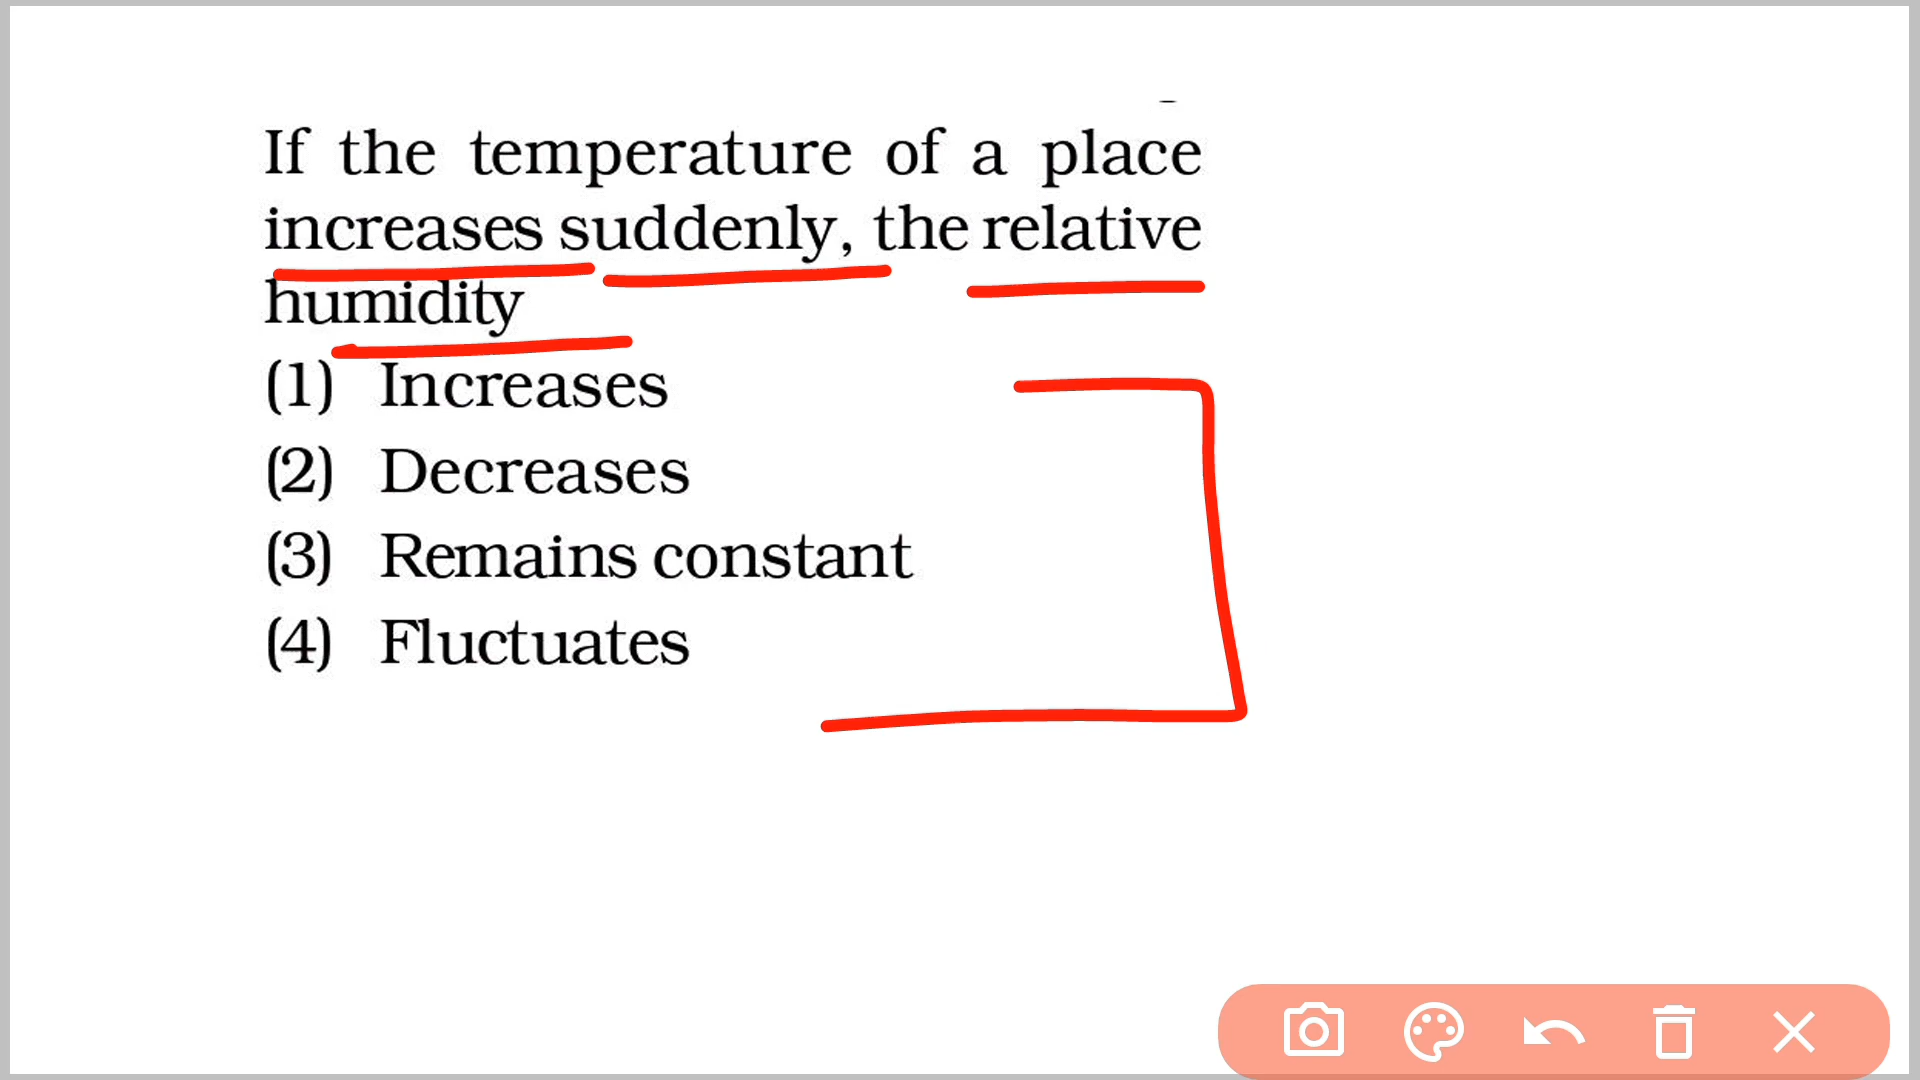 If the temperature of a place
increases suddenly, the relative
humidity
(1) Increases
(2) Decreases
(3) Remains constant
(4) Fluctuates